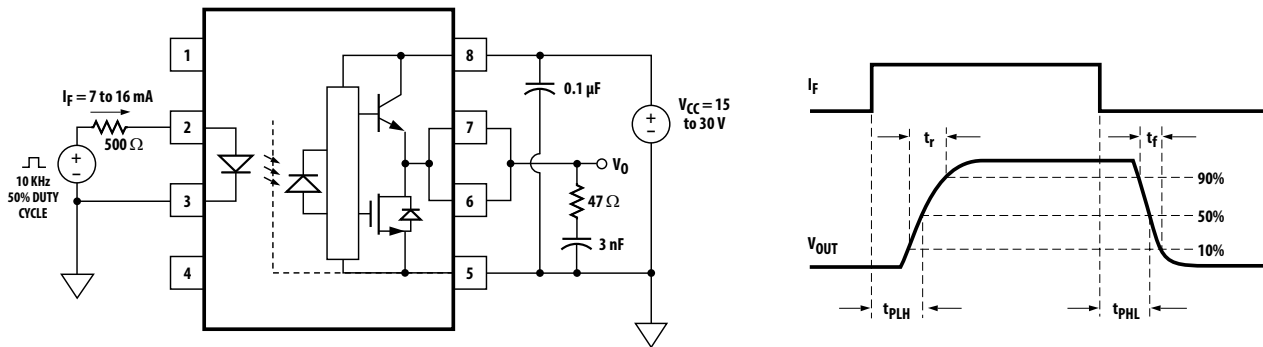 1
2
3
4
8
7
6
5
I_F = 7 to 16 mA
500 Ω
+
–
10 KHz
50% DUTY
CYCLE
0.1 µF
V_CC = 15
to 30 V
+
–
V_O
47 Ω
3 nF
I_F
t_r
t_f
90%
50%
10%
V_OUT
t_PLH
t_PHL